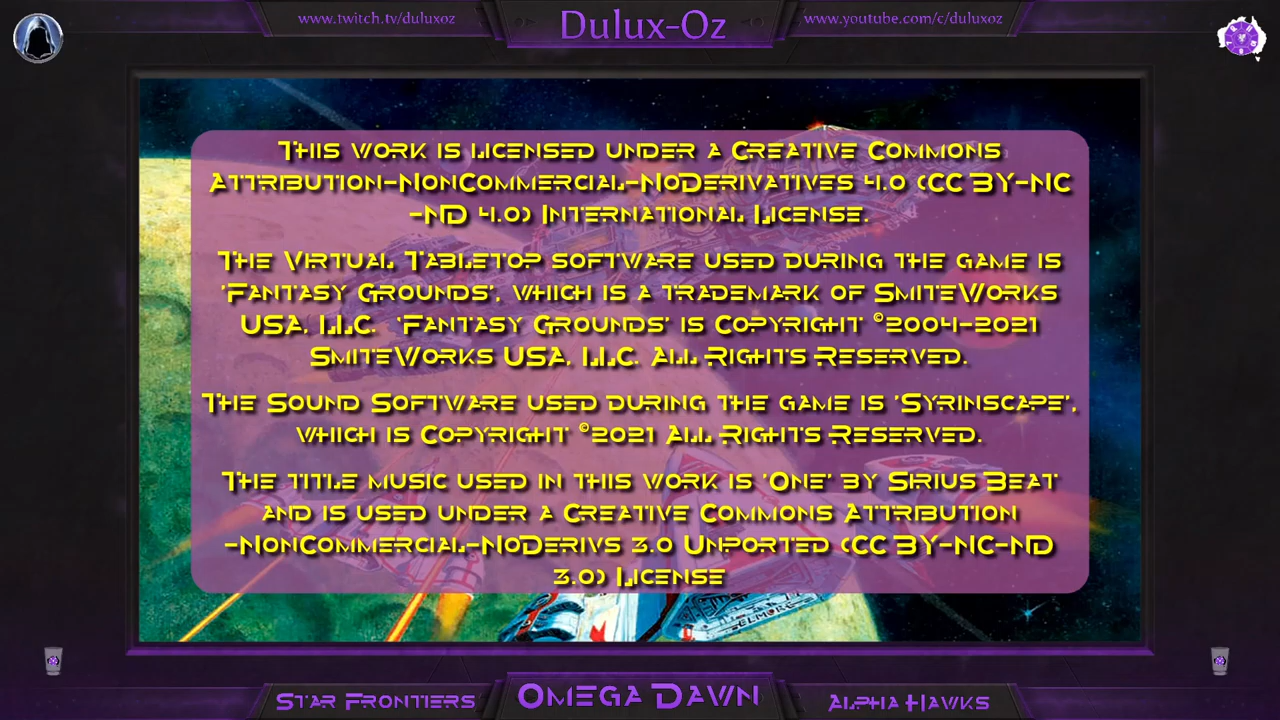 www.twitch.tv/duluxoz
Dulux-Oz
www.youtube.com/c/duluxoz
This work is licensed under a Creative Commons
Attribution-NonCommercial-NoDerivatives 4.0 (CC BY-NC
-ND 4.0) International License.
The Virtual Tabletop software used during the game is
'Fantasy Grounds', which is a trademark of SmiteWorks
USA, LLC. 'Fantasy Grounds' is Copyright ©2004-2021
SmiteWorks USA, LLC. All Rights Reserved.
The Sound Software used during the game is 'Syrinscape',
which is Copyright ©2021 All Rights Reserved.
The title music used in this work is 'One' by Sirius Beat
and is used under a Creative Commons Attribution
-NonCommercial-NoDerivs 3.0 Unported (CC BY-NC-ND
3.0) License
ELMORE
Star Frontiers
Omega Dawn
Alpha Hawks